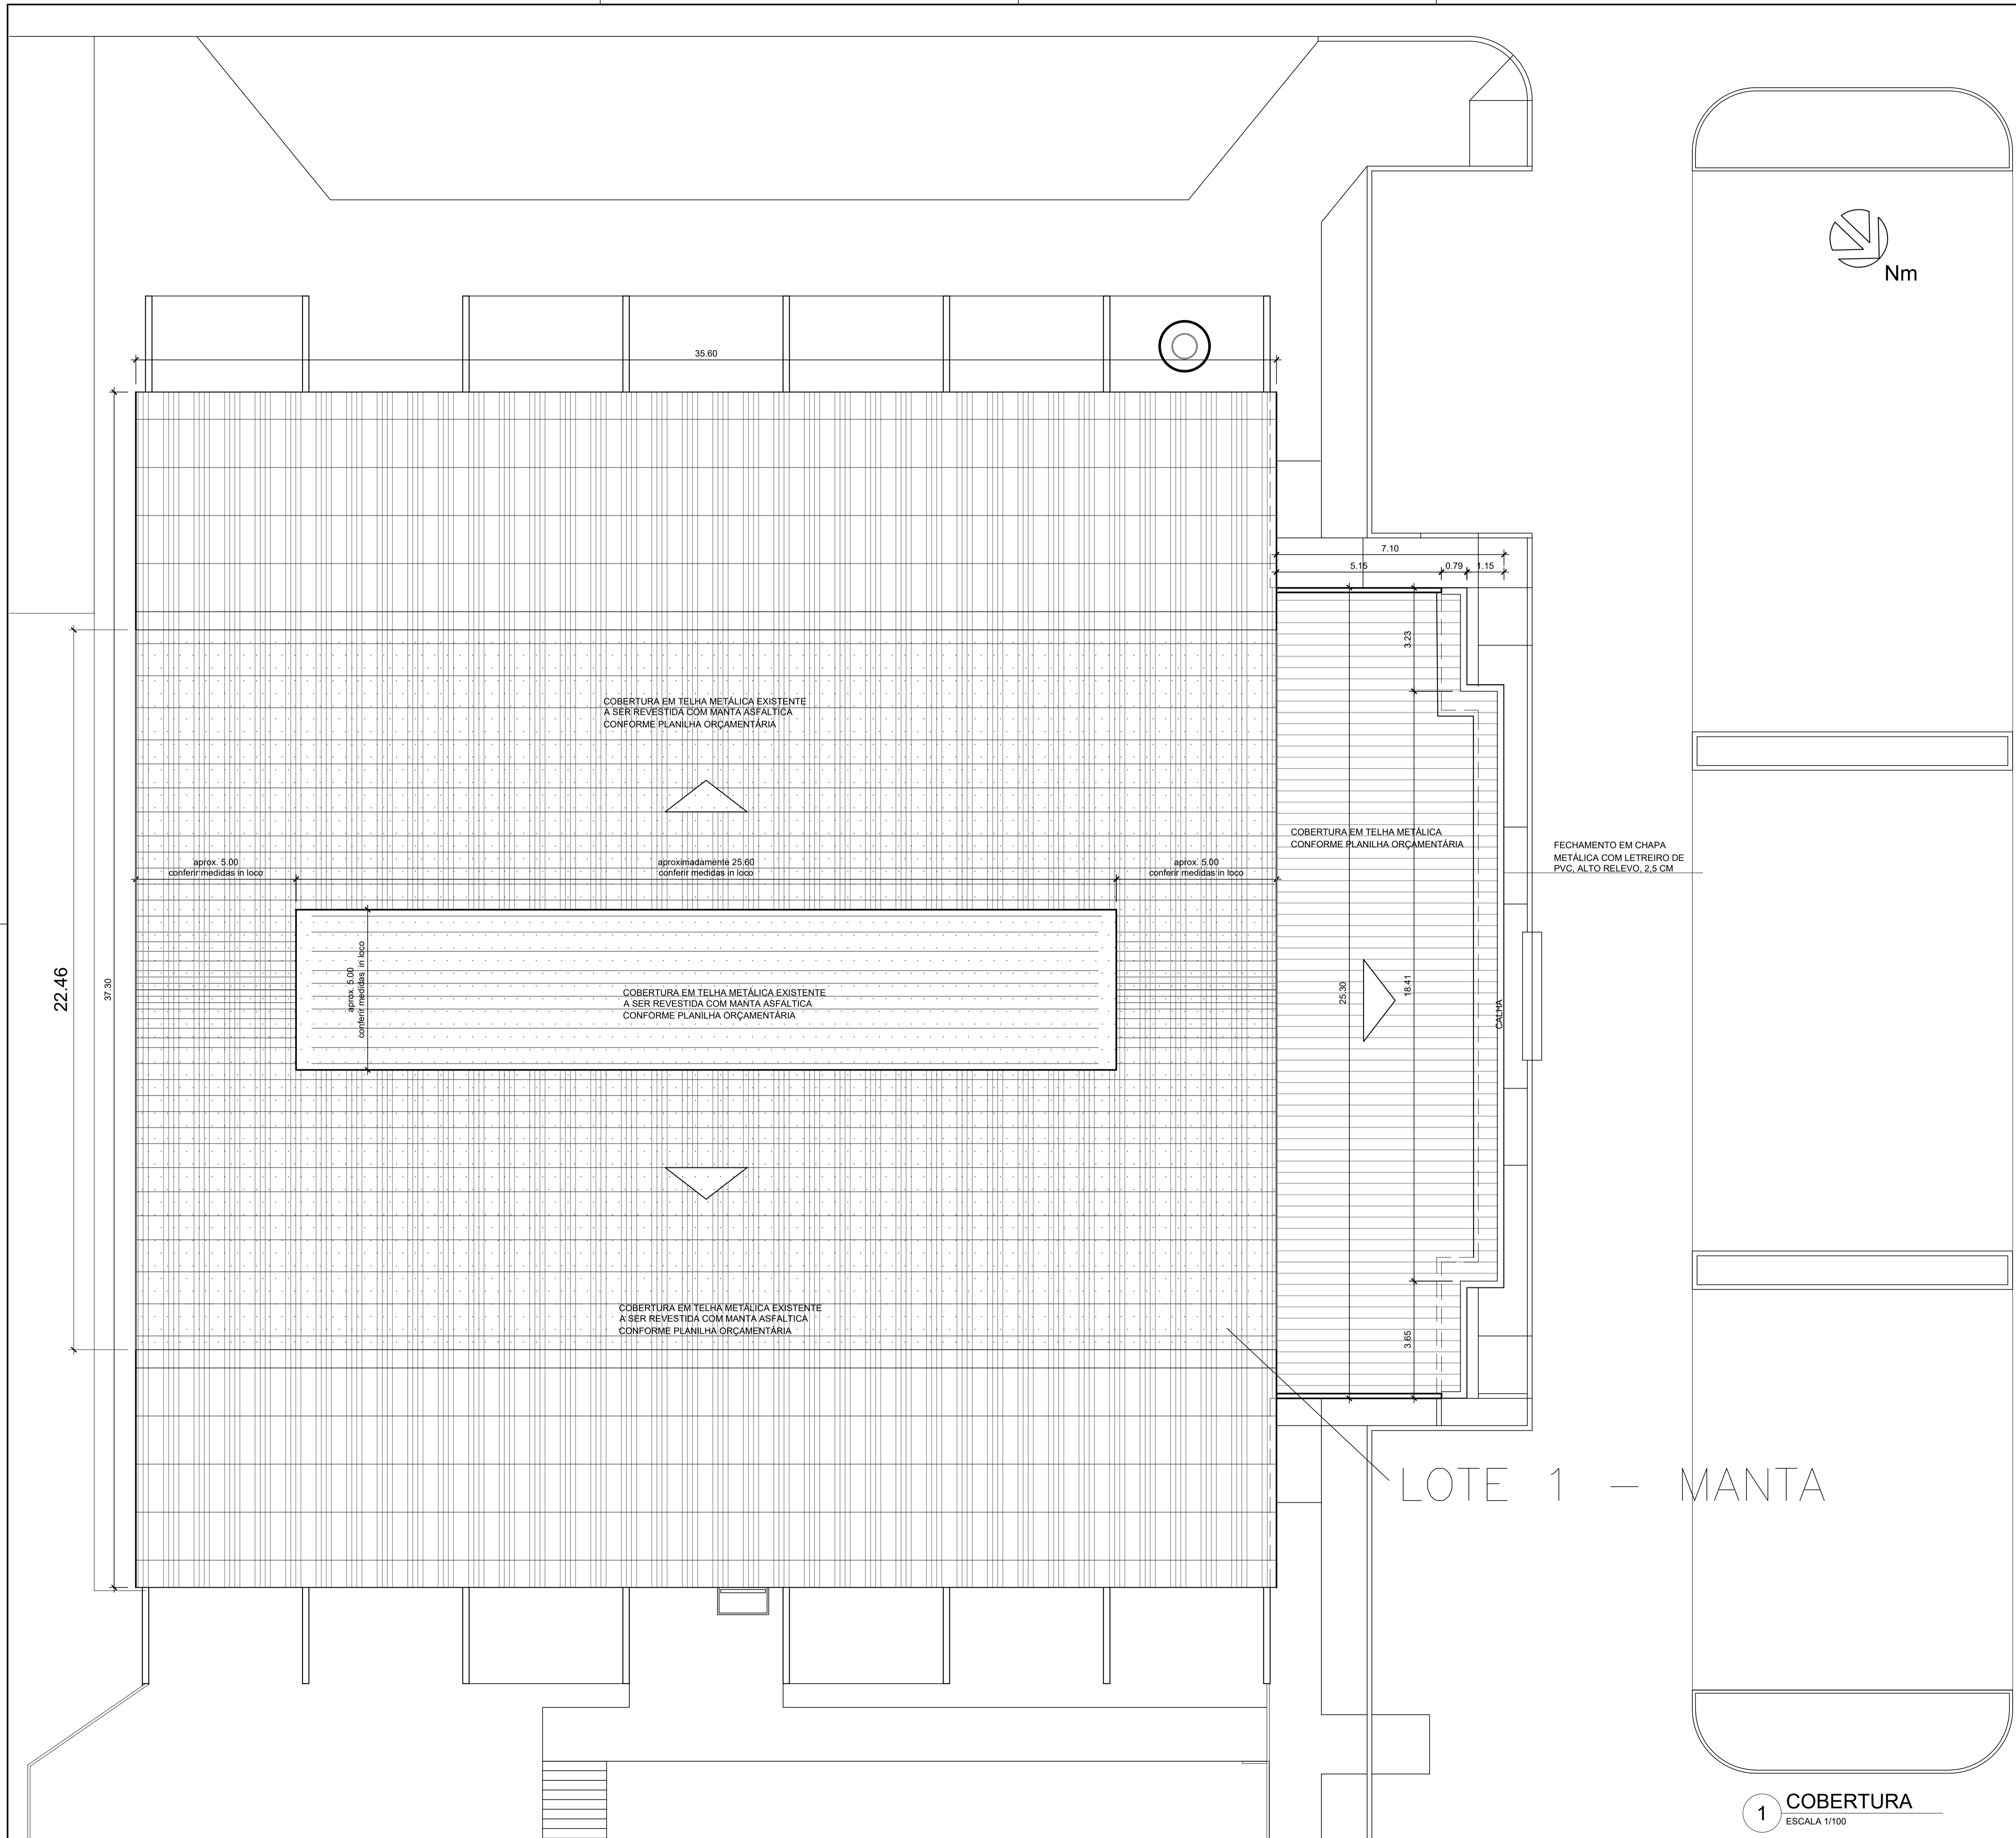 Nm
35.60
7.10
5.15
0.79
1.15
3.23
COBERTURA EM TELHA METÁLICA EXISTENTE
A SER REVESTIDA COM MANTA ASFÁLTICA
CONFORME PLANILHA ORÇAMENTÁRIA
COBERTURA EM TELHA METÁLICA
CONFORME PLANILHA ORÇAMENTÁRIA
FECHAMENTO EM CHAPA
METÁLICA COM LETREIRO DE
PVC, ALTO RELEVO, 2,5 CM
aprox. 5.00
conferir medidas in loco
aproximadamente 25.60
conferir medidas in loco
aprox. 5.00
conferir medidas in loco
22.46
37.30
aprox. 5.00
conferir medidas in loco
COBERTURA EM TELHA METÁLICA EXISTENTE
A SER REVESTIDA COM MANTA ASFÁLTICA
CONFORME PLANILHA ORÇAMENTÁRIA
25.30
18.41
CALHA
COBERTURA EM TELHA METÁLICA EXISTENTE
A SER REVESTIDA COM MANTA ASFÁLTICA
CONFORME PLANILHA ORÇAMENTÁRIA
3.65
LOTE 1 — MANTA
1
COBERTURA
ESCALA 1/100